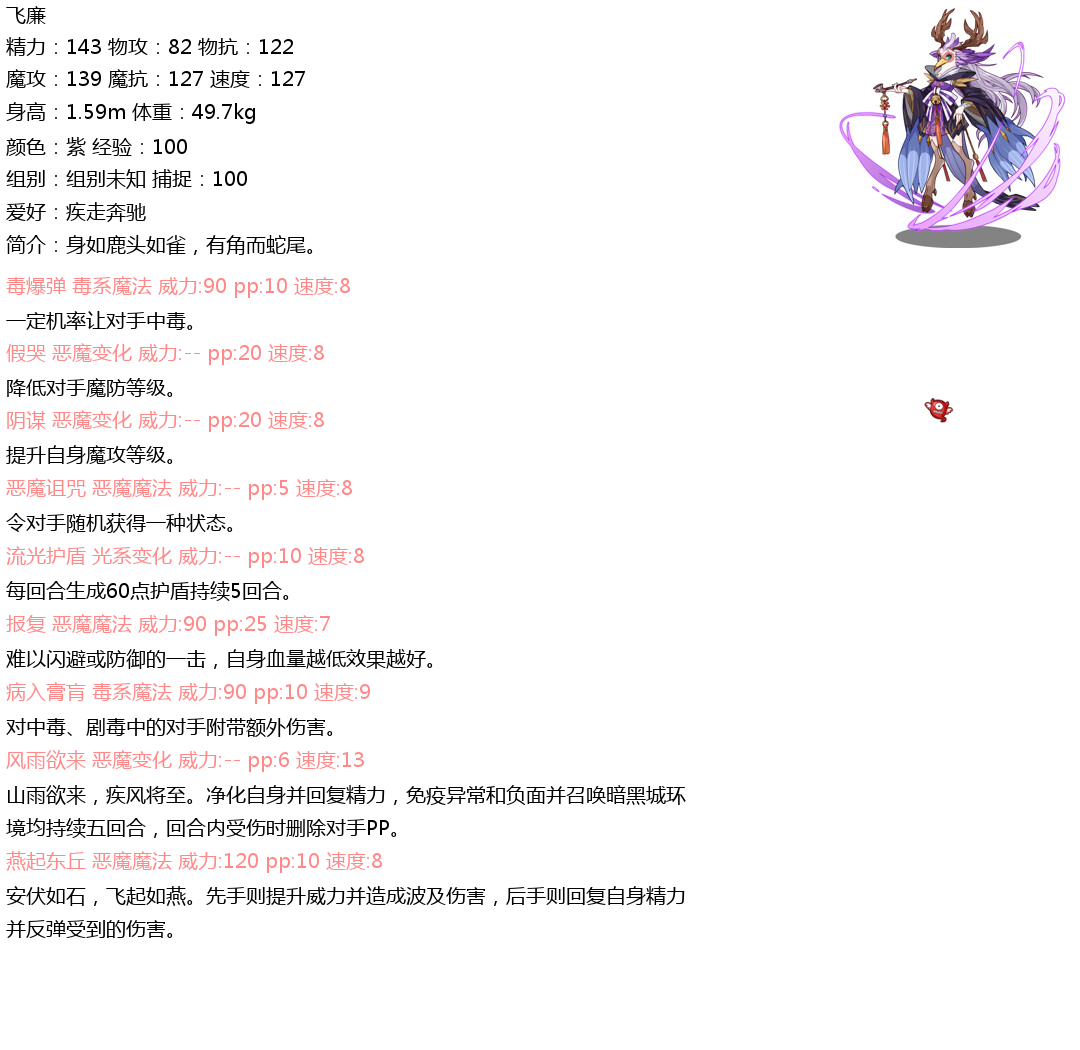 飞廉
精力：143 物攻：82 物抗：122
魔攻：139 魔抗：127 速度：127
身高：1.59m 体重：49.7kg
颜色：紫 经验：100
组别：组别未知 捕捉：100
爱好：疾走奔驰
简介：身如鹿头如雀，有角而蛇尾。
毒爆弹 毒系魔法 威力:90 pp:10 速度:8
一定机率让对手中毒。
假哭 恶魔变化 威力:-- pp:20 速度:8
降低对手魔防等级。
阴谋 恶魔变化 威力:-- pp:20 速度:8
提升自身魔攻等级。
恶魔诅咒 恶魔魔法 威力:-- pp:5 速度:8
令对手随机获得一种状态。
流光护盾 光系变化 威力:-- pp:10 速度:8
每回合生成60点护盾持续5回合。
报复 恶魔魔法 威力:90 pp:25 速度:7
难以闪避或防御的一击，自身血量越低效果越好。
病入膏肓 毒系魔法 威力:90 pp:10 速度:9
对中毒、剧毒中的对手附带额外伤害。
风雨欲来 恶魔变化 威力:-- pp:6 速度:13
山雨欲来，疾风将至。净化自身并回复精力，免疫异常和负面并召唤暗黑城环
境均持续五回合，回合内受伤时删除对手PP。
燕起东丘 恶魔魔法 威力:120 pp:10 速度:8
安伏如石，飞起如燕。先手则提升威力并造成波及伤害，后手则回复自身精力
并反弹受到的伤害。